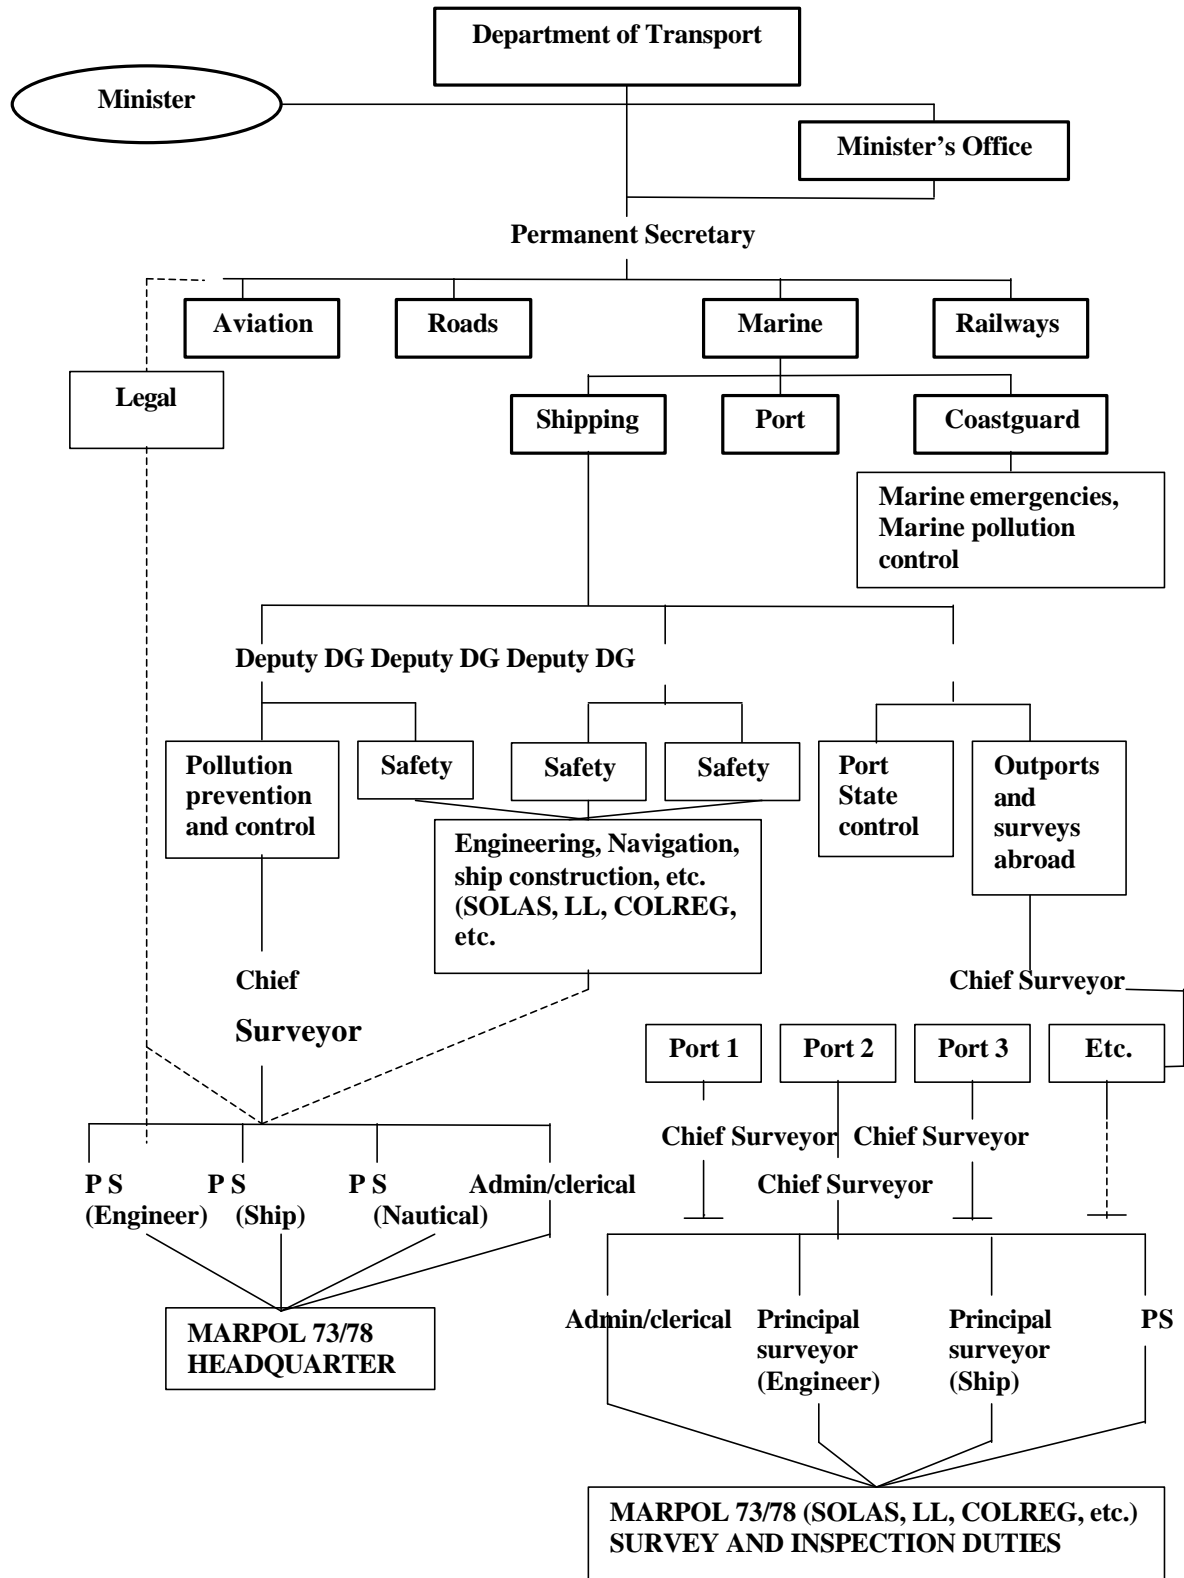 Department of Transport
Minister
Minister's Office
Permanent Secretary
Aviation
Roads
Marine
Railways
Legal
Shipping
Port
Coastguard
Marine emergencies,
Marine pollution
control
Deputy DG Deputy DG Deputy DG
Pollution
prevention
and control
Safety
Safety
Safety
Port
State
control
Outports
and
surveys
abroad
Engineering, Navigation,
ship construction, etc.
(SOLAS, LL, COLREG,
etc.
Chief
Surveyor
Chief Surveyor
Port 1
Port 2
Port 3
Etc.
Chief Surveyor
Chief Surveyor
Chief Surveyor
P S
(Engineer)
P S
(Ship)
P S
(Nautical)
Admin/clerical
MARPOL 73/78
HEADQUARTER
Admin/clerical
Principal
surveyor
(Engineer)
Principal
surveyor
(Ship)
PS
MARPOL 73/78 (SOLAS, LL, COLREG, etc.)
SURVEY AND INSPECTION DUTIES